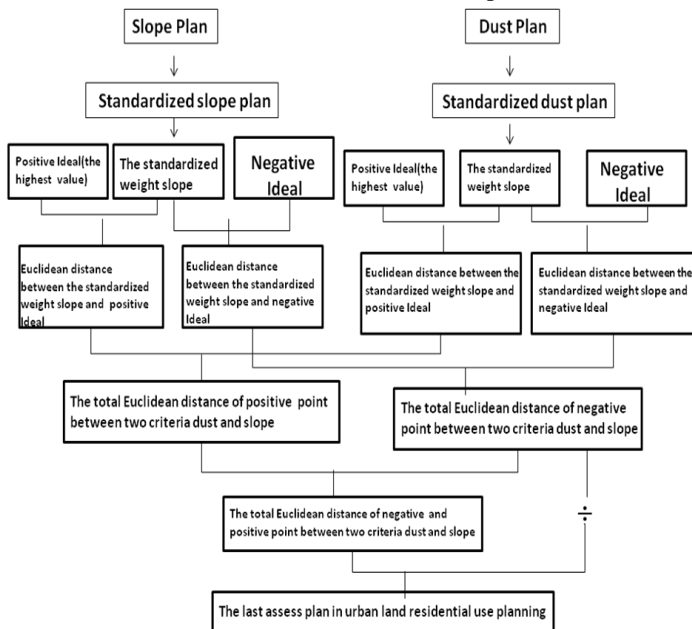 Slope Plan
Dust Plan
Standardized slope plan
Standardized dust plan
Positive Ideal(the
highest value)
The standardized
weight slope
Negative
Ideal
Positive Ideal(the
highest value)
The standardized
weight slope
Negative
Ideal
Euclidean distance
between the standardized
weight slope and positive
Ideal
Euclidean distance
between the standardized
weight slope and negative
Ideal
Euclidean distance between the
standardized weight slope and
positive Ideal
Euclidean distance between the
standardized weight slope and
negative Ideal
The total Euclidean distance of positive point
between two criteria dust and slope
The total Euclidean distance of negative
point between two criteria dust and slope
The total Euclidean distance of negative and
positive point between two criteria dust and slope
÷
The last assess plan in urban land residential use planning